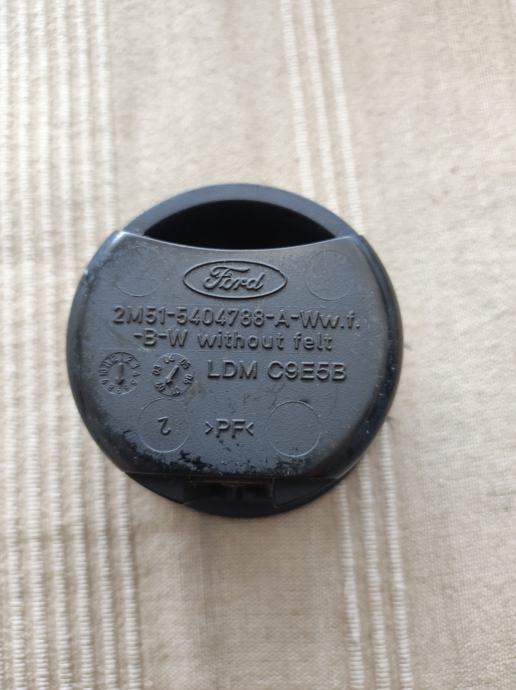 Ford
2M51-5404788-A-Ww.f.
-B-W without felt
LDM C9E5B
2 >PF<